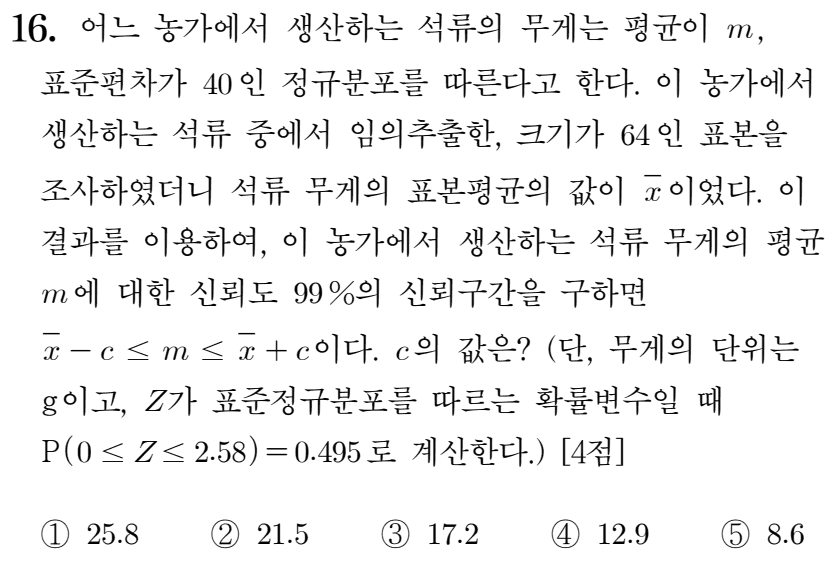 16. 어느 농가에서 생산하는 석류의 무게는 평균이 m,
표준편차가 40인 정규분포를 따른다고 한다. 이 농가에서
생산하는 석류 중에서 임의추출한, 크기가 64인 표본을
조사하였더니 석류 무게의 표본평균의 값이 x̄이었다. 이
결과를 이용하여, 이 농가에서 생산하는 석류 무게의 평균
m에 대한 신뢰도 99%의 신뢰구간을 구하면
x̄ − c ≤ m ≤ x̄ + c이다. c의 값은? (단, 무게의 단위는
g이고, Z가 표준정규분포를 따르는 확률변수일 때
P(0 ≤ Z ≤ 2.58) = 0.495로 계산한다.) [4점]
① 25.8 ② 21.5 ③ 17.2 ④ 12.9 ⑤ 8.6